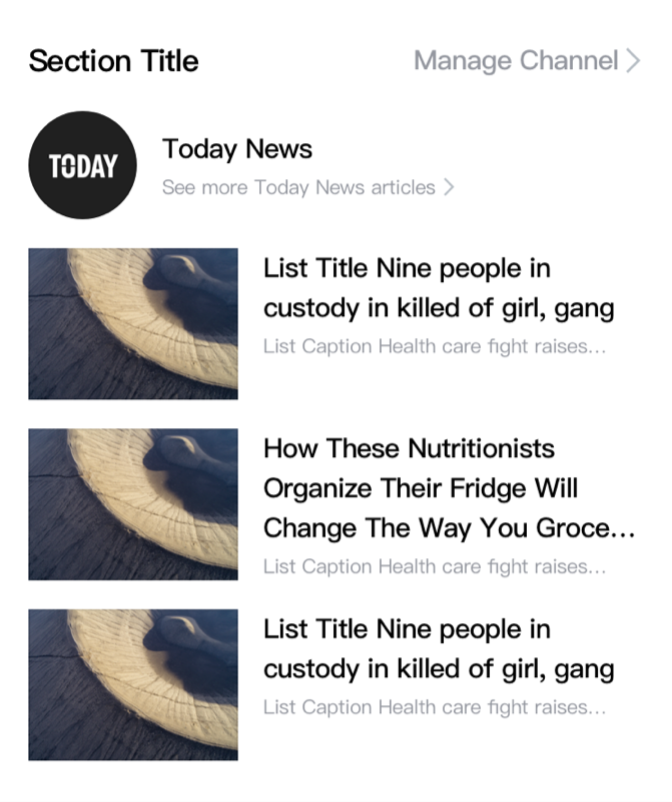 Section Title
Manage Channel
TODAY
Today News
See more Today News articles
List Title Nine people in
custody in killed of girl, gang
List Caption Health care fight raises...
How These Nutritionists
Organize Their Fridge Will
Change The Way You Groce...
List Caption Health care fight raises...
List Title Nine people in
custody in killed of girl, gang
List Caption Health care fight raises...